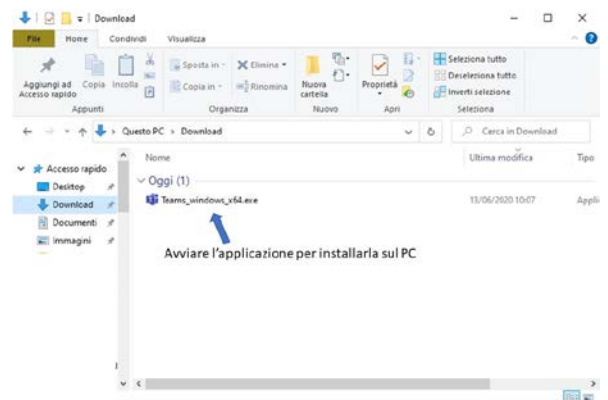 Download
File Home Condividi Visualizza
Aggiungi ad Accesso rapido
Copia
Incolla
Sposta in
Copia in
Elimina
Rinomina
Nuova cartella
Proprietà
Seleziona tutto
Deseleziona tutto
Inverti selezione
Appunti Organizza Nuovo Apri Seleziona
Questo PC > Download
Cerca in Download
Accesso rapido
Desktop
Download
Documenti
Immagini
Nome Ultima modifica Tipo
Oggi (1)
Teams_windows_x64.exe 13/06/2020 10:07 Appli
Avviare l'applicazione per installarla sul PC